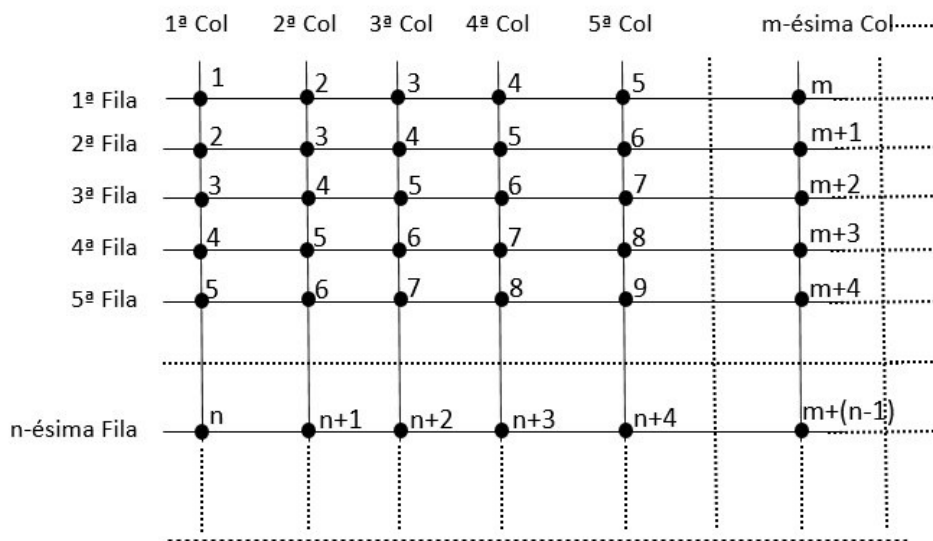 1ª Col 2ª Col 3ª Col 4ª Col 5ª Col m-ésima Col
1ª Fila 1 2 3 4 5 m
2ª Fila 2 3 4 5 6 m+1
3ª Fila 3 4 5 6 7 m+2
4ª Fila 4 5 6 7 8 m+3
5ª Fila 5 6 7 8 9 m+4
n-ésima Fila n n+1 n+2 n+3 n+4 m+(n-1)